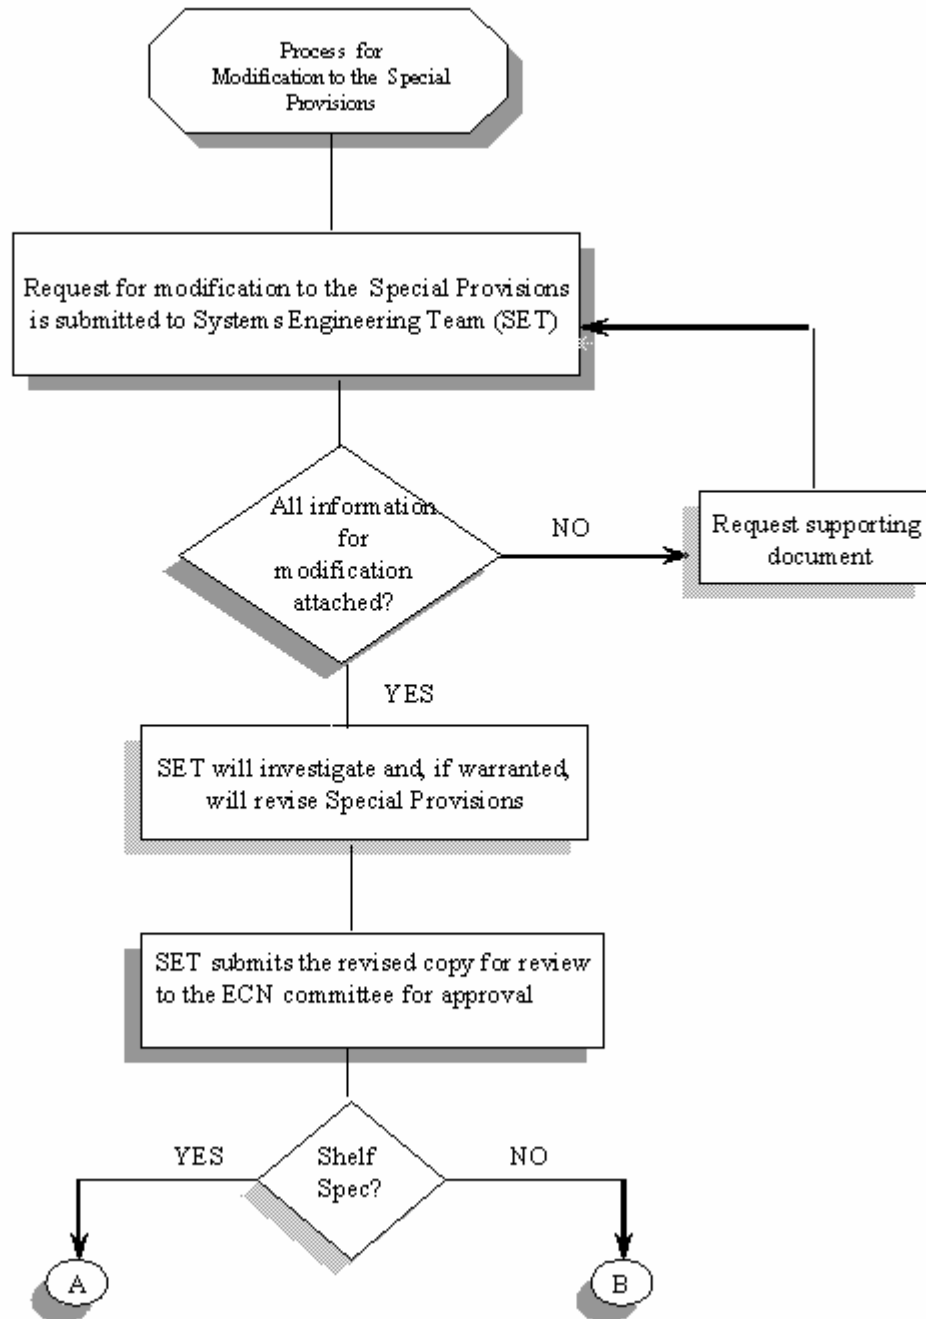 Process for
Modification to the Special
Provisions
Request for modification to the Special Provisions
is submitted to Systems Engineering Team (SET)
All information
for
modification
attached?
NO
Request supporting
document
YES
SET will investigate and, if warranted,
will revise Special Provisions
SET submits the revised copy for review
to the ECN committee for approval
YES
Shelf
Spec?
NO
A
B